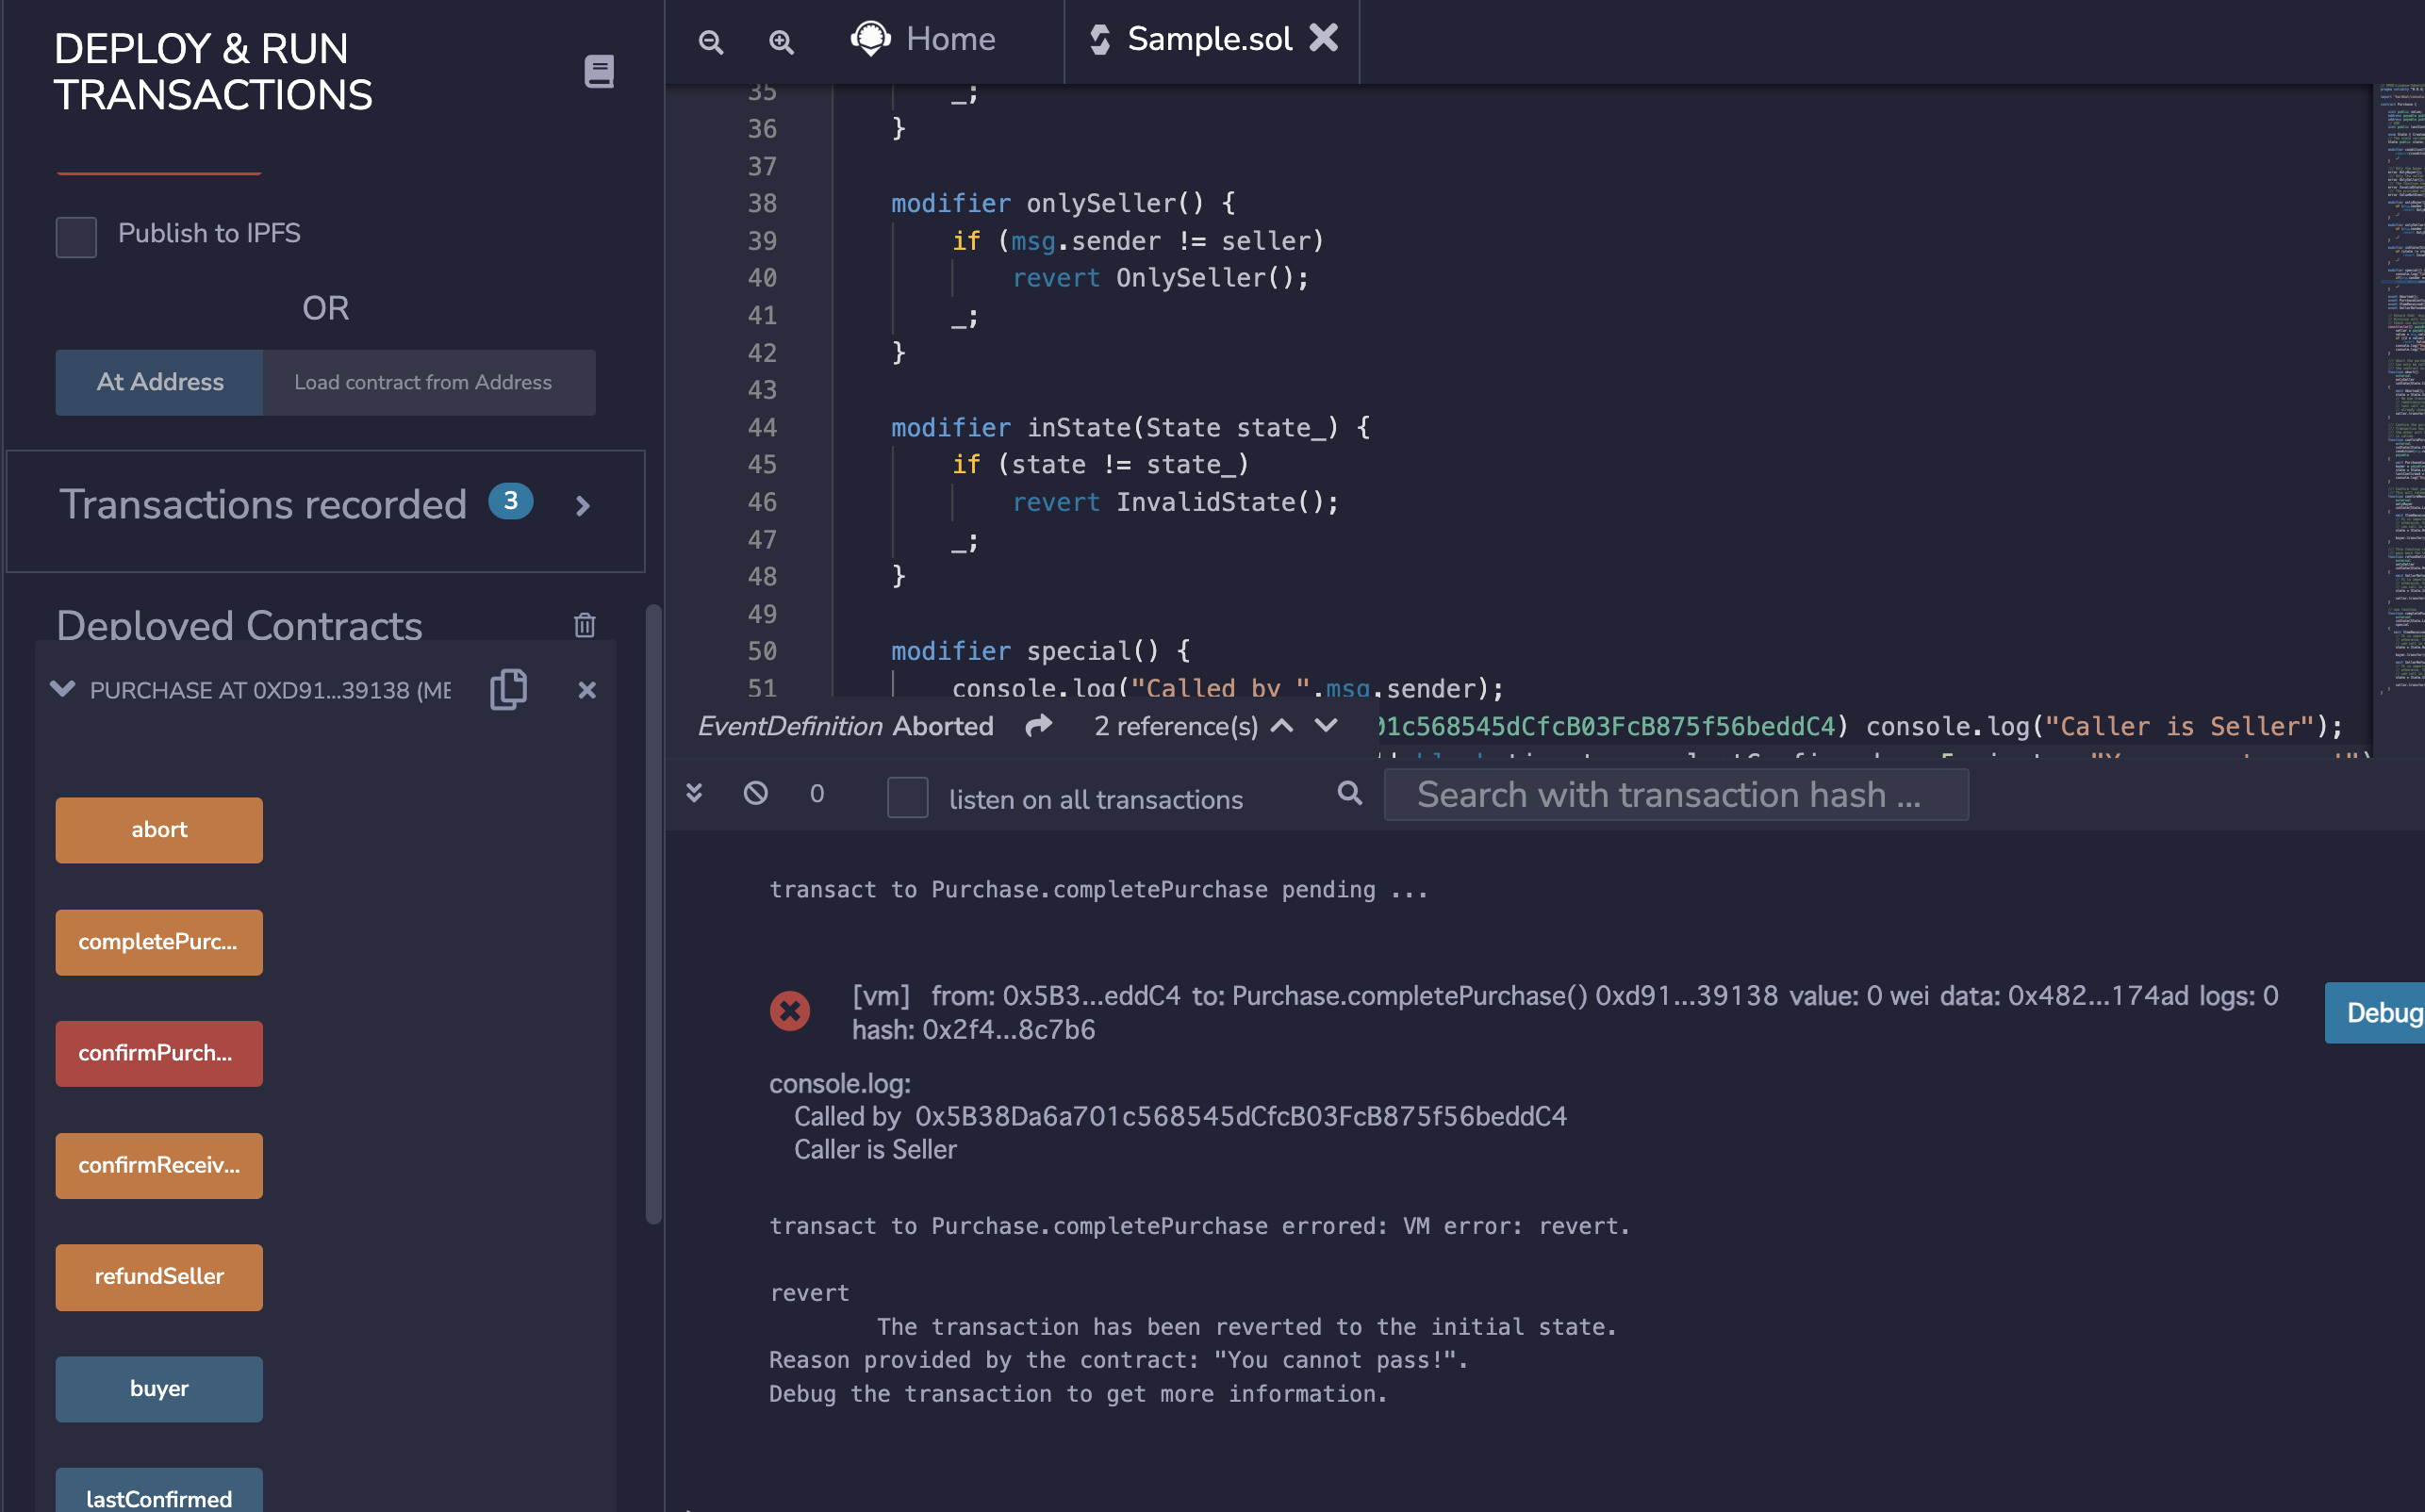 DEPLOY & RUN
TRANSACTIONS
Publish to IPFS
OR
At Address
Load contract from Address
Transactions recorded 3
Deployed Contracts
PURCHASE AT 0XD91...39138 (ME
abort
completePurc...
confirmPurch...
confirmReceiv...
refundSeller
buyer
lastConfirmed
Home
Sample.sol
35 _;
36 }
37
38 modifier onlySeller() {
39 if (msg.sender != seller)
40 revert OnlySeller();
41 _;
42 }
43
44 modifier inState(State state_) {
45 if (state != state_)
46 revert InvalidState();
47 _;
48 }
49
50 modifier special() {
51 console.log("Called by ",msg.sender);
EventDefinition Aborted 2 reference(s) 01c568545dCfcB03FcB875f56beddC4) console.log("Caller is Seller");
0
listen on all transactions
Search with transaction hash ...
transact to Purchase.completePurchase pending ...
[vm] from: 0x5B3...eddC4 to: Purchase.completePurchase() 0xd91...39138 value: 0 wei data: 0x482...174ad logs: 0
hash: 0x2f4...8c7b6
Debug
console.log:
Called by 0x5B38Da6a701c568545dCfcB03FcB875f56beddC4
Caller is Seller
transact to Purchase.completePurchase errored: VM error: revert.
revert
The transaction has been reverted to the initial state.
Reason provided by the contract: "You cannot pass!".
Debug the transaction to get more information.